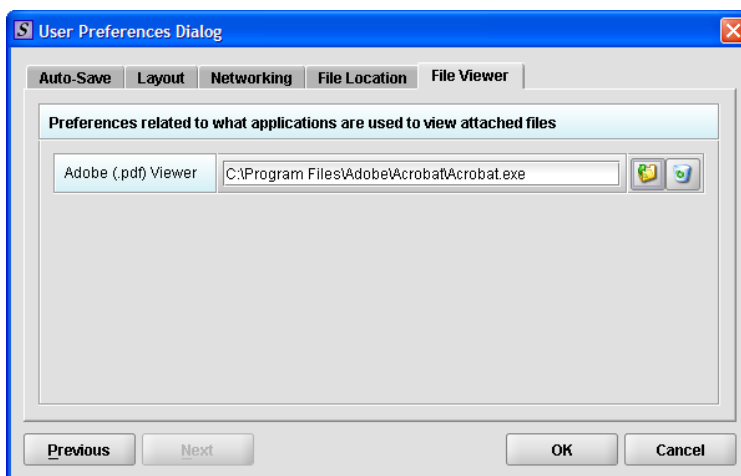 S User Preferences Dialog
Auto-Save Layout Networking File Location File Viewer
Preferences related to what applications are used to view attached files
Adobe (.pdf) Viewer C:\Program Files\Adobe\Acrobat\Acrobat.exe
Previous Next OK Cancel